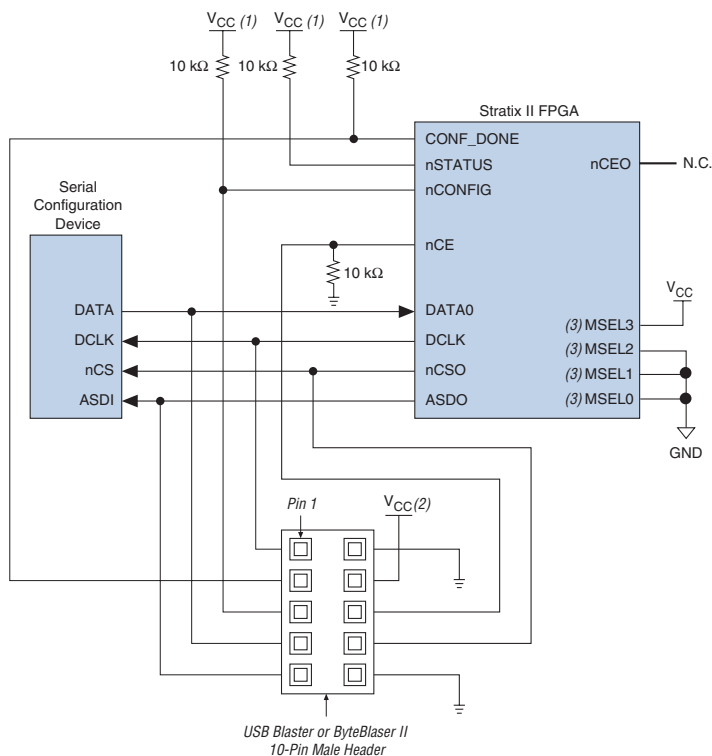 VCC (1) VCC (1) VCC (1)
10 kΩ 10 kΩ 10 kΩ
Stratix II FPGA
CONF_DONE
nSTATUS
nCONFIG
nCE
nCEO N.C.
10 kΩ
Serial
Configuration
Device
DATA
DCLK
nCS
ASDI
DATA0
DCLK
nCSO
ASDO
VCC
(3) MSEL3
(3) MSEL2
(3) MSEL1
(3) MSEL0
GND
Pin 1
VCC (2)
USB Blaster or ByteBlaser II
10-Pin Male Header